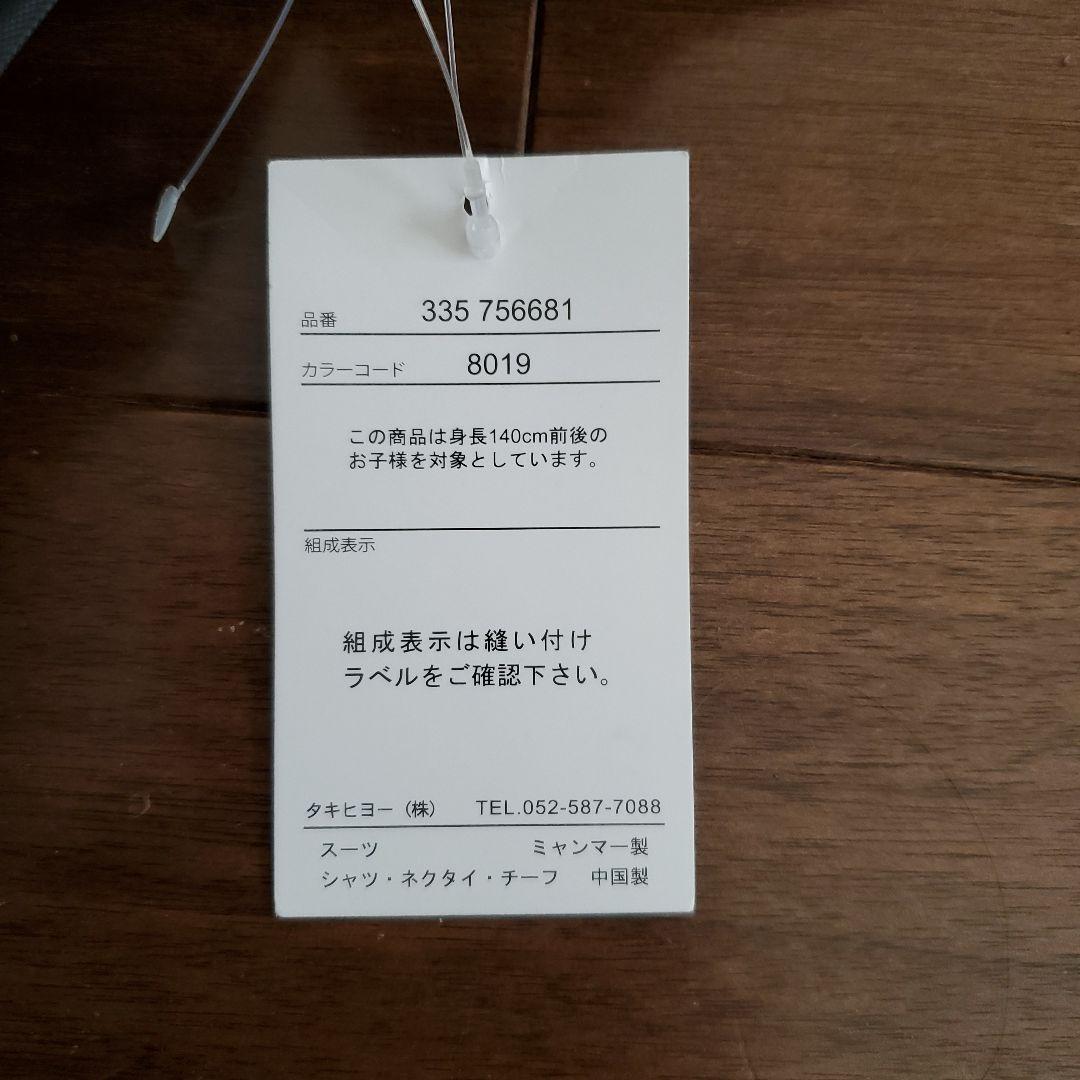 品番 335 756681
カラーコード 8019
この商品は身長140cm前後の
お子様を対象としています。
組成表示
組成表示は縫い付け
ラベルをご確認下さい。
タキヒヨー（株） TEL.052-587-7088
スーツ ミャンマー製
シャツ・ネクタイ・チーフ 中国製